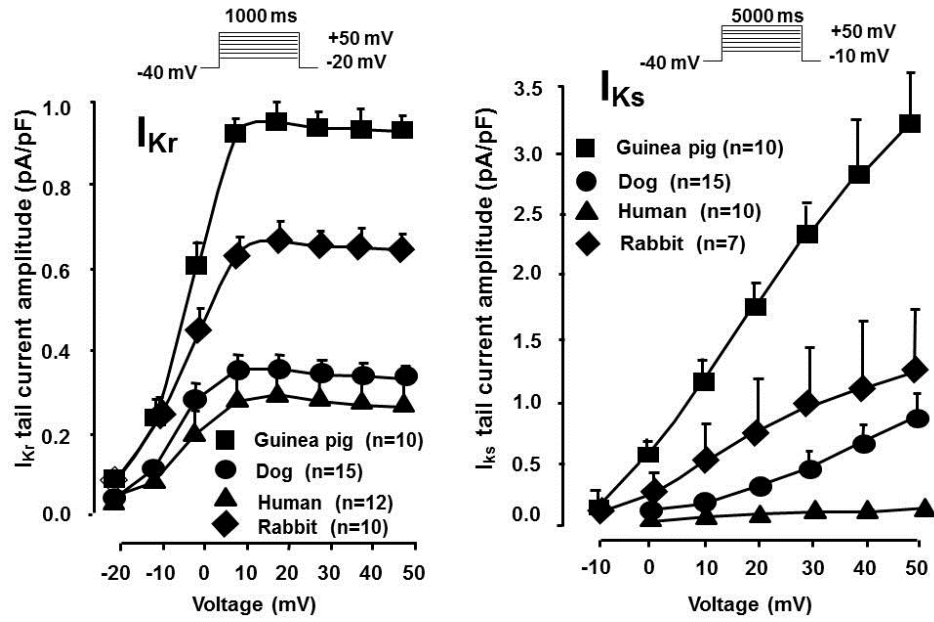 1000 ms
+50 mV
-20 mV
-40 mV
I_Kr
I_Kr tail current amplitude (pA/pF)
1.0
0.8
0.6
0.4
0.2
0.0
Guinea pig (n=10)
Dog (n=15)
Human (n=12)
Rabbit (n=10)
-20 -10 0 10 20 30 40 50
Voltage (mV)
5000 ms
+50 mV
-10 mV
-40 mV
I_Ks
I_ks tail current amplitude (pA/pF)
3.5
3.0
2.5
2.0
1.5
1.0
0.5
0.0
Guinea pig (n=10)
Dog (n=15)
Human (n=10)
Rabbit (n=7)
-10 0 10 20 30 40 50
Voltage (mV)